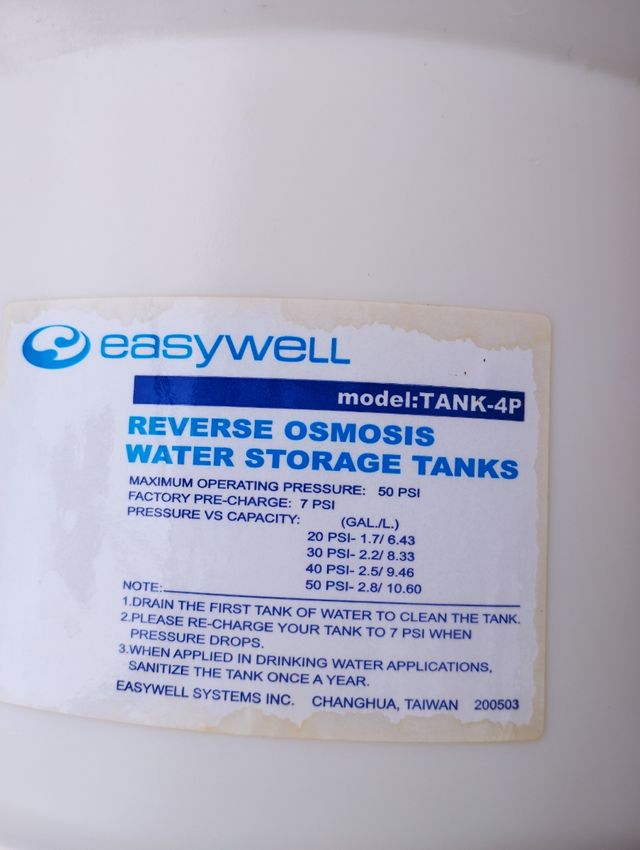 easywell
model:TANK-4P
REVERSE OSMOSIS
WATER STORAGE TANKS
MAXIMUM OPERATING PRESSURE: 50 PSI
FACTORY PRE-CHARGE: 7 PSI
PRESSURE VS CAPACITY: (GAL./L.)
20 PSI- 1.7/ 6.43
30 PSI- 2.2/ 8.33
40 PSI- 2.5/ 9.46
50 PSI- 2.8/ 10.60
NOTE:
1.DRAIN THE FIRST TANK OF WATER TO CLEAN THE TANK.
2.PLEASE RE-CHARGE YOUR TANK TO 7 PSI WHEN
PRESSURE DROPS.
3.WHEN APPLIED IN DRINKING WATER APPLICATIONS,
SANITIZE THE TANK ONCE A YEAR.
EASYWELL SYSTEMS INC. CHANGHUA, TAIWAN 200503